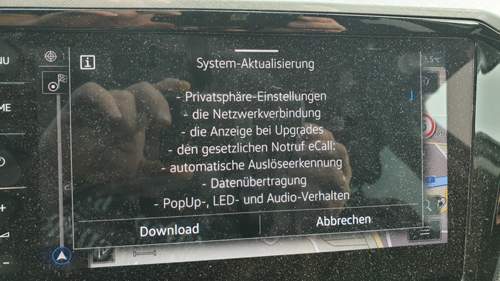 System-Aktualisierung
- Privatsphäre-Einstellungen
- die Netzwerkverbindung
- die Anzeige bei Upgrades
- den gesetzlichen Notruf eCall:
- automatische Auslöseerkennung
- Datenübertragung
- PopUp-, LED- und Audio-Verhalten
Download
Abbrechen